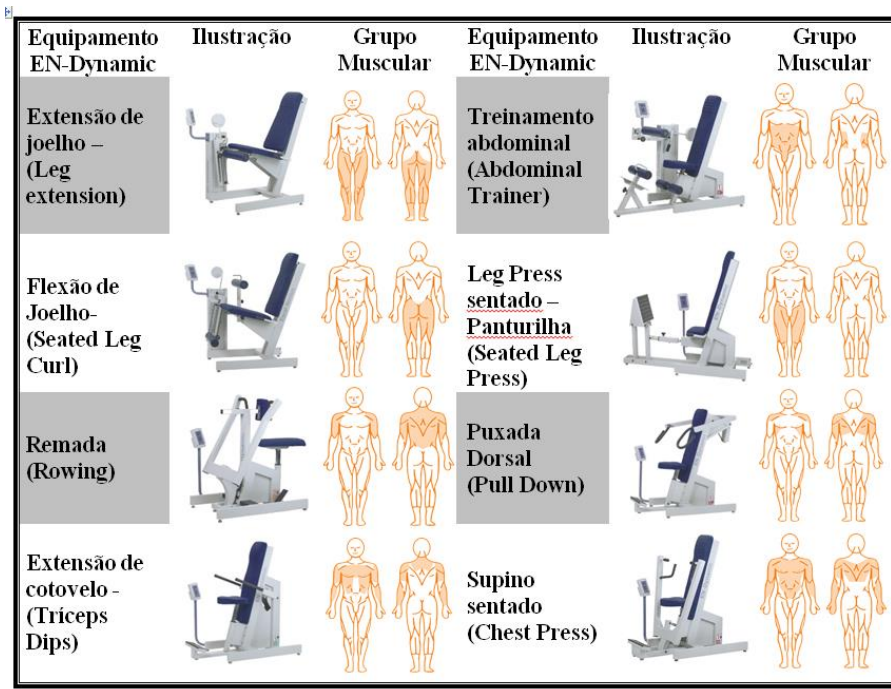 Equipamento
EN-Dynamic
Ilustração
Grupo
Muscular
Equipamento
EN-Dynamic
Ilustração
Grupo
Muscular
Extensão de
joelho –
(Leg
extension)
Treinamento
abdominal
(Abdominal
Trainer)
Flexão de
Joelho-
(Seated Leg
Curl)
Leg Press
sentado –
Panturilha
(Seated Leg
Press)
Remada
(Rowing)
Puxada
Dorsal
(Pull Down)
Extensão de
cotovelo -
(Tríceps
Dips)
Supino
sentado
(Chest Press)